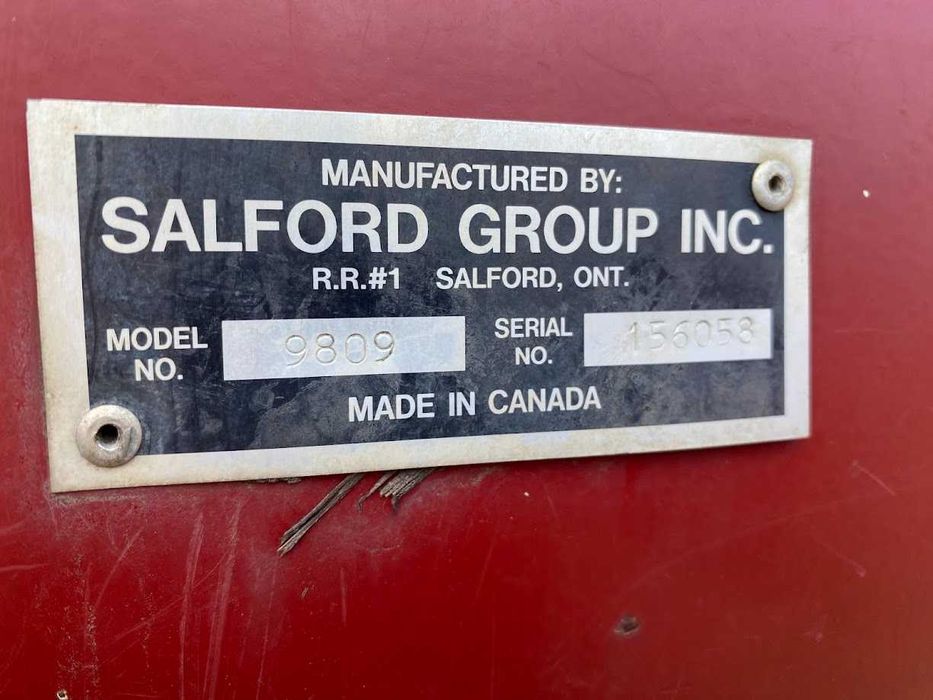 MANUFACTURED BY:
SALFORD GROUP INC.
R.R.#1 SALFORD, ONT.
MODEL NO. 9809 SERIAL NO. 156058
MADE IN CANADA